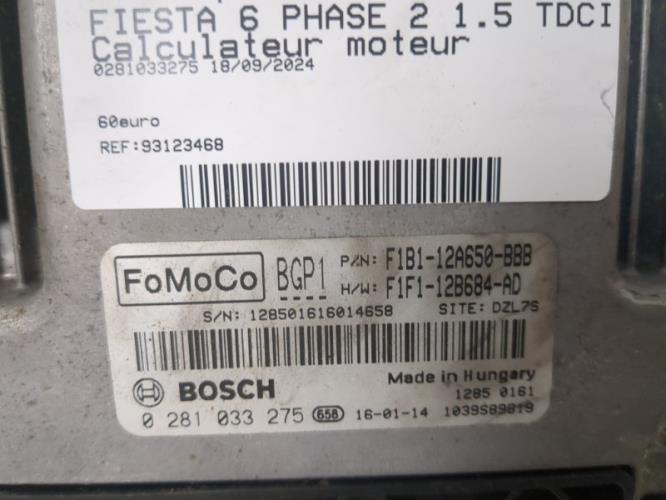 FIESTA 6 PHASE 2 1.5 TDCI
Calculateur moteur
0281033275 18/09/2024
60euro
REF:93123468
FoMoCo BGP1 P/N: F1B1-12A650-BBB
H/W: F1F1-12B684-AD
S/N: 128501616014658 SITE: DZL7S
BOSCH Made in Hungary
1285 0161
0 281 033 275 658 16-01-14 1039S89819